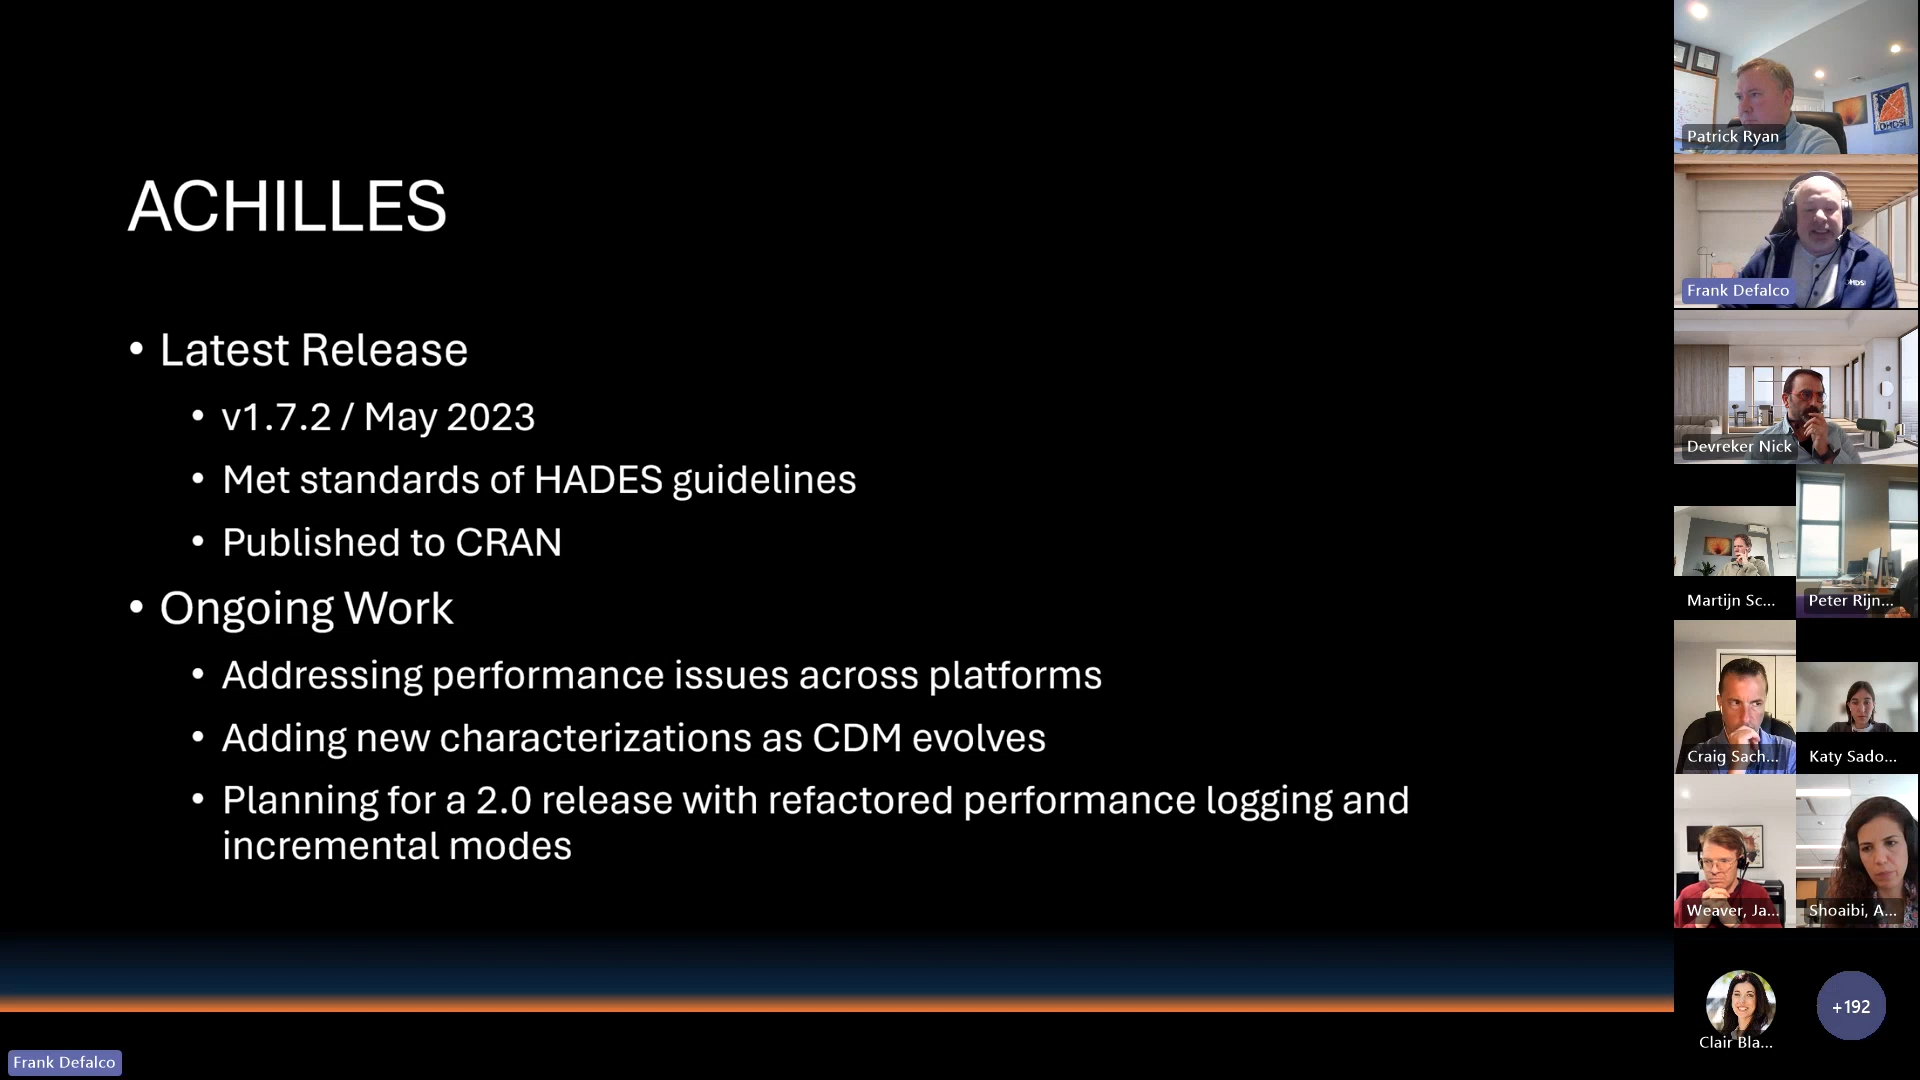 ACHILLES
• Latest Release
• v1.7.2 / May 2023
• Met standards of HADES guidelines
• Published to CRAN
• Ongoing Work
• Addressing performance issues across platforms
• Adding new characterizations as CDM evolves
• Planning for a 2.0 release with refactored performance logging and
incremental modes
Frank Defalco
OHDSI
Patrick Ryan
Frank Defalco
Devreker Nick
Martijn Sc...
Peter Rijn...
Craig Sach...
Katy Sado...
Weaver, Ja...
Shoaibi, A...
Clair Bla...
+192